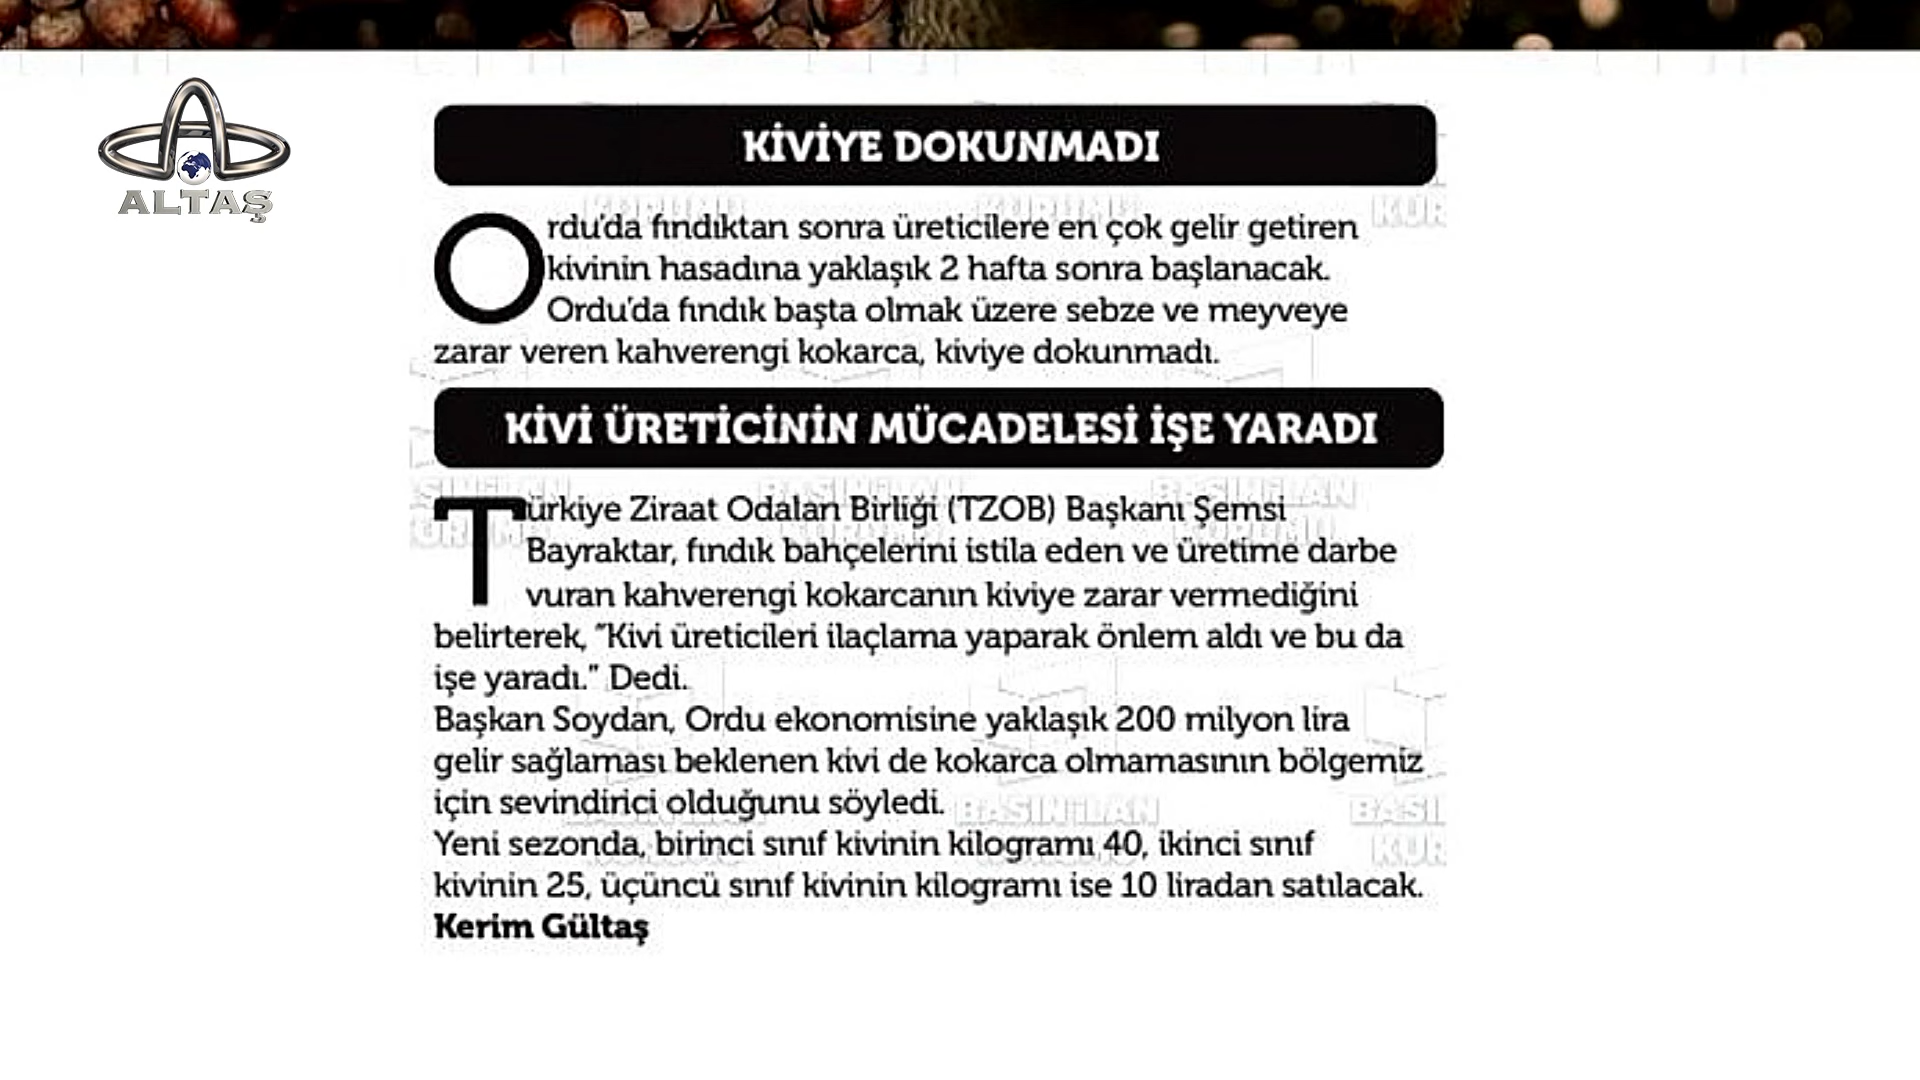 ALTAŞ
KİVİYE DOKUNMADI
Ordu'da fındıktan sonra üreticilere en çok gelir getiren
kivinin hasadına yaklaşık 2 hafta sonra başlanacak.
Ordu'da fındık başta olmak üzere sebze ve meyveye
zarar veren kahverengi kokarca, kiviye dokunmadı.
KİVİ ÜRETİCİNİN MÜCADELESİ İŞE YARADI
Türkiye Ziraat Odaları Birliği (TZOB) Başkanı Şemsi
Bayraktar, fındık bahçelerini istila eden ve üretime darbe
vuran kahverengi kokarcanın kiviye zarar vermediğini
belirterek, "Kivi üreticileri ilaçlama yaparak önlem aldı ve bu da
işe yaradı." Dedi.
Başkan Soydan, Ordu ekonomisine yaklaşık 200 milyon lira
gelir sağlaması beklenen kivi de kokarca olmamasının bölgemiz
için sevindirici olduğunu söyledi.
BASIN İLAN
Yeni sezonda, birinci sınıf kivinin kilogramı 40, ikinci sınıf
kivinin 25, üçüncü sınıf kivinin kilogramı ise 10 liradan satılacak.
Kerim Gültaş